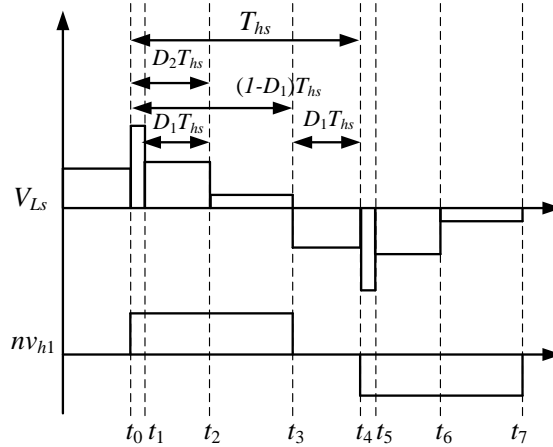 T_hs
D_2T_hs
(1-D_1)T_hs
D_1T_hs D_1T_hs
V_Ls
nv_h1
t_0 t_1 t_2 t_3 t_4 t_5 t_6 t_7